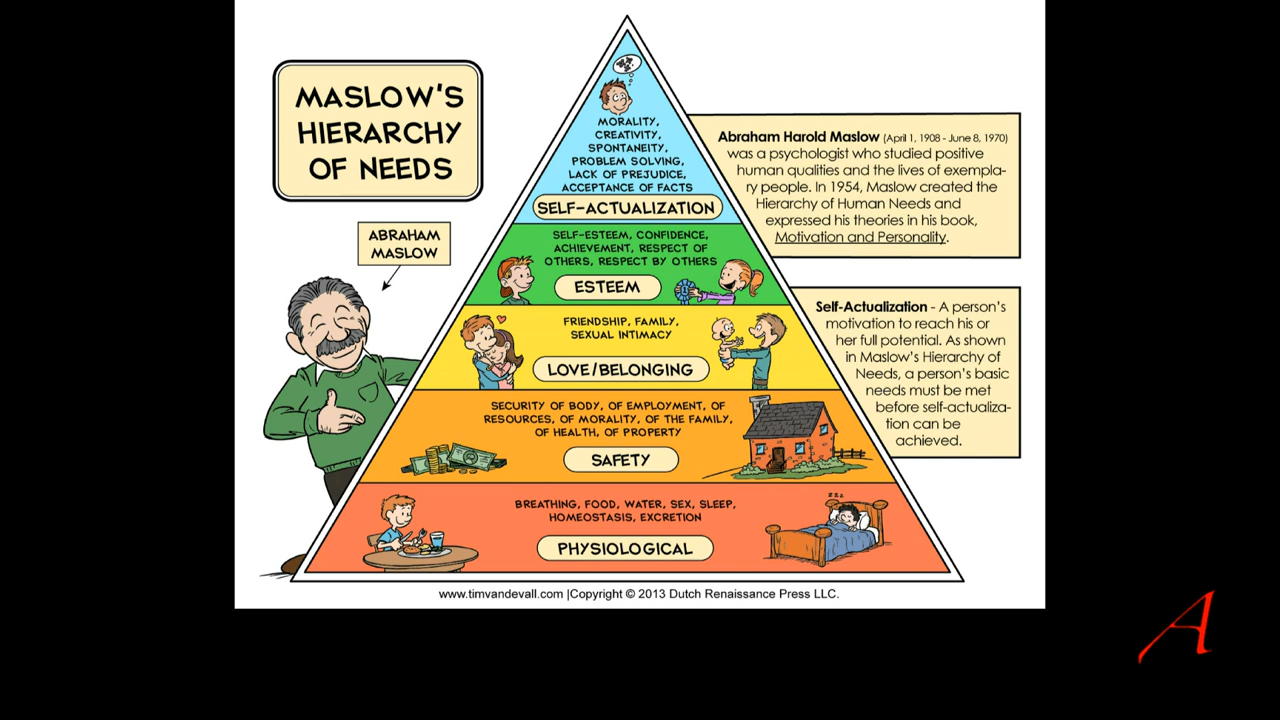 MASLOW'S
HIERARCHY
OF NEEDS
ABRAHAM
MASLOW
MORALITY,
CREATIVITY,
SPONTANEITY,
PROBLEM SOLVING,
LACK OF PREJUDICE,
ACCEPTANCE OF FACTS
SELF-ACTUALIZATION
SELF-ESTEEM, CONFIDENCE,
ACHIEVEMENT, RESPECT OF
OTHERS, RESPECT BY OTHERS
ESTEEM
FRIENDSHIP, FAMILY,
SEXUAL INTIMACY
LOVE/BELONGING
SECURITY OF BODY, OF EMPLOYMENT, OF
RESOURCES, OF MORALITY, OF THE FAMILY,
OF HEALTH, OF PROPERTY
SAFETY
BREATHING, FOOD, WATER, SEX, SLEEP,
HOMEOSTASIS, EXCRETION
PHYSIOLOGICAL
ZZZ
Abraham Harold Maslow (April 1, 1908 - June 8, 1970)
was a psychologist who studied positive
human qualities and the lives of exempla-
ry people. In 1954, Maslow created the
Hierarchy of Human Needs and
expressed his theories in his book,
Motivation and Personality.
Self-Actualization - A person's
motivation to reach his or
her full potential. As shown
in Maslow's Hierarchy of
Needs, a person's basic
needs must be met
before self-actualiza-
tion can be
achieved.
www.timvandevall.com |Copyright © 2013 Dutch Renaissance Press LLC.
A